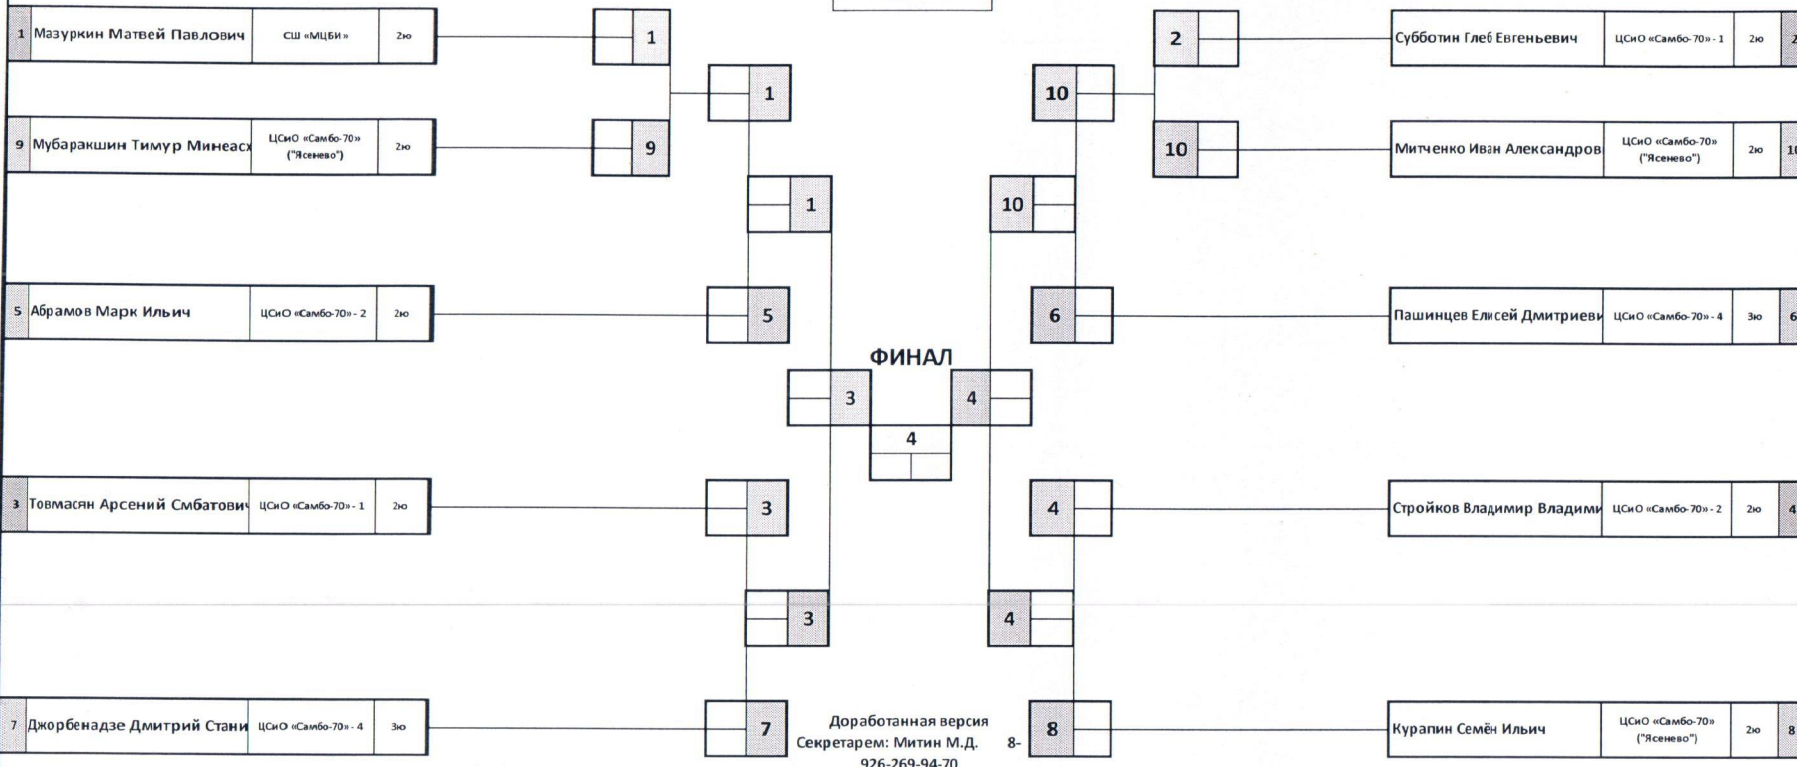 1 Мазуркин Матвей Павлович СШ «МЦБИ» 2ю 1
9 Мубаракшин Тимур Минеасх ЦСиО «Самбо-70» ("Ясенево") 2ю 9
1
1
5 Абрамов Марк Ильич ЦСиО «Самбо-70» - 2 2ю 5
3 Товмасян Арсений Смбатович ЦСиО «Самбо-70» - 1 2ю 3
3
7 Джорбенадзе Дмитрий Стани ЦСиО «Самбо-70» - 4 3ю 7
ФИНАЛ
3 4
4
2 Субботин Глеб Евгеньевич ЦСиО «Самбо-70» - 1 2ю 2
10
10 Митченко Иван Александров ЦСиО «Самбо-70» ("Ясенево") 2ю 10
10
6 Пашинцев Елисей Дмитриеви ЦСиО «Самбо-70» - 4 3ю 6
4 Стройков Владимир Владими ЦСиО «Самбо-70» - 2 2ю 4
4
8 Курапин Семён Ильич ЦСиО «Самбо-70» ("Ясенево") 2ю 8
Доработанная версия
Секретарем: Митин М.Д. 8-
926-269-94-70